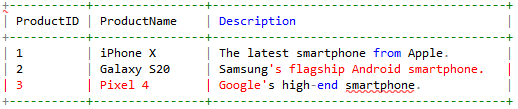 +-----------+---------------+---------------------------------------+
| ProductID | ProductName | Description |
+-----------+---------------+---------------------------------------+
| 1 | iPhone X | The latest smartphone from Apple. |
| 2 | Galaxy S20 | Samsung's flagship Android smartphone. |
| 3 | Pixel 4 | Google's high-end smartphone. |
+-----------+---------------+---------------------------------------+